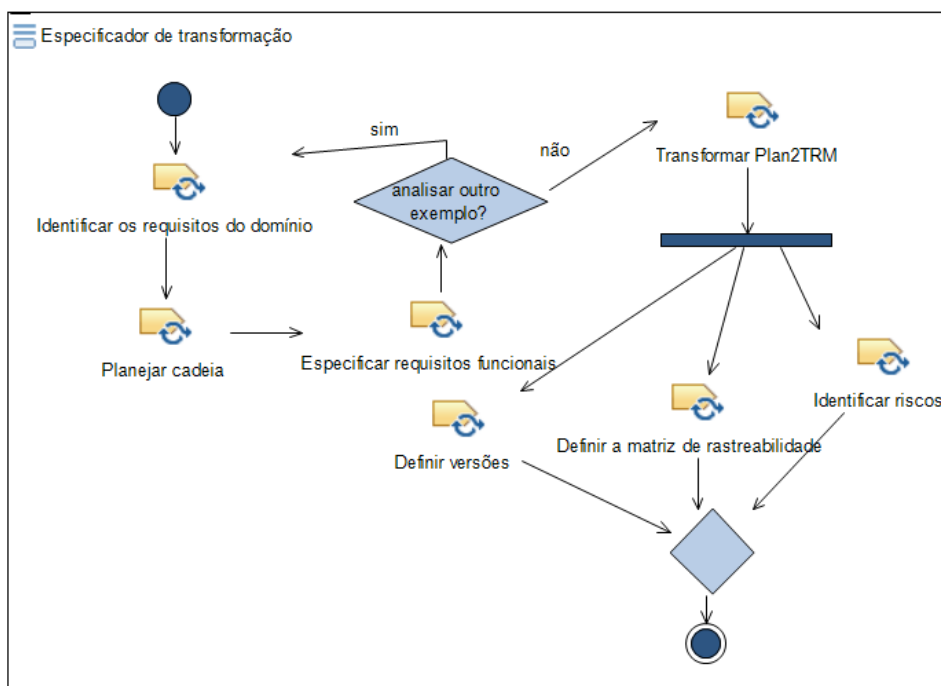 Especificador de transformação
sim
não
analisar outro
exemplo?
Transformar Plan2TRM
Identificar os requisitos do domínio
Planejar cadeia
Especificar requisitos funcionais
Identificar riscos
Definir versões
Definir a matriz de rastreabilidade